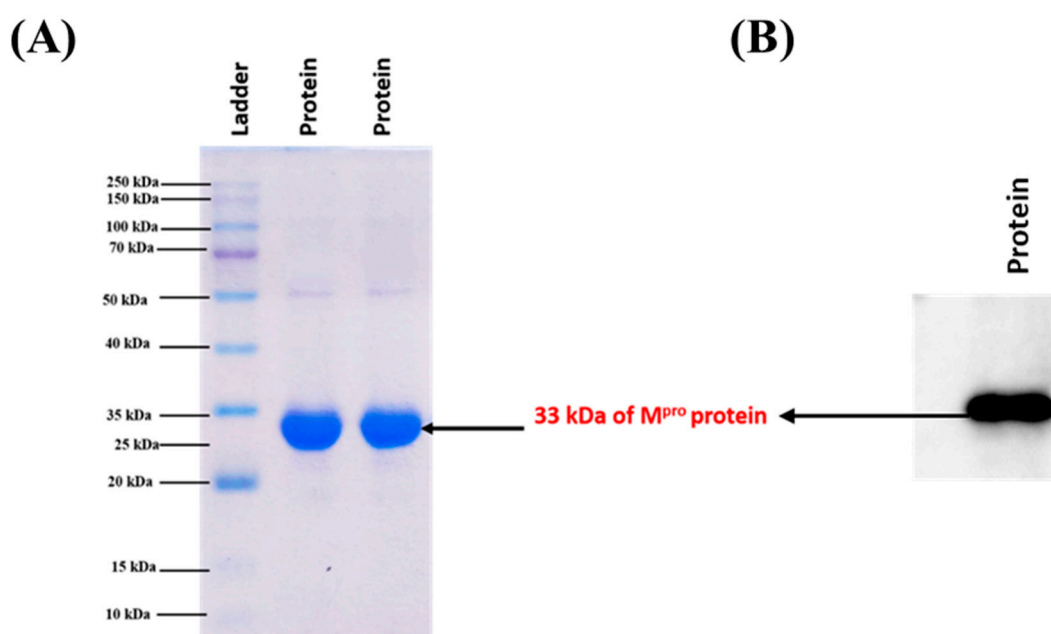 (A)
(B)
Ladder
Protein
Protein
Protein
250 kDa
150 kDa
100 kDa
70 kDa
50 kDa
40 kDa
35 kDa
33 kDa of Mᵖʳᵒ protein
25 kDa
20 kDa
15 kDa
10 kDa